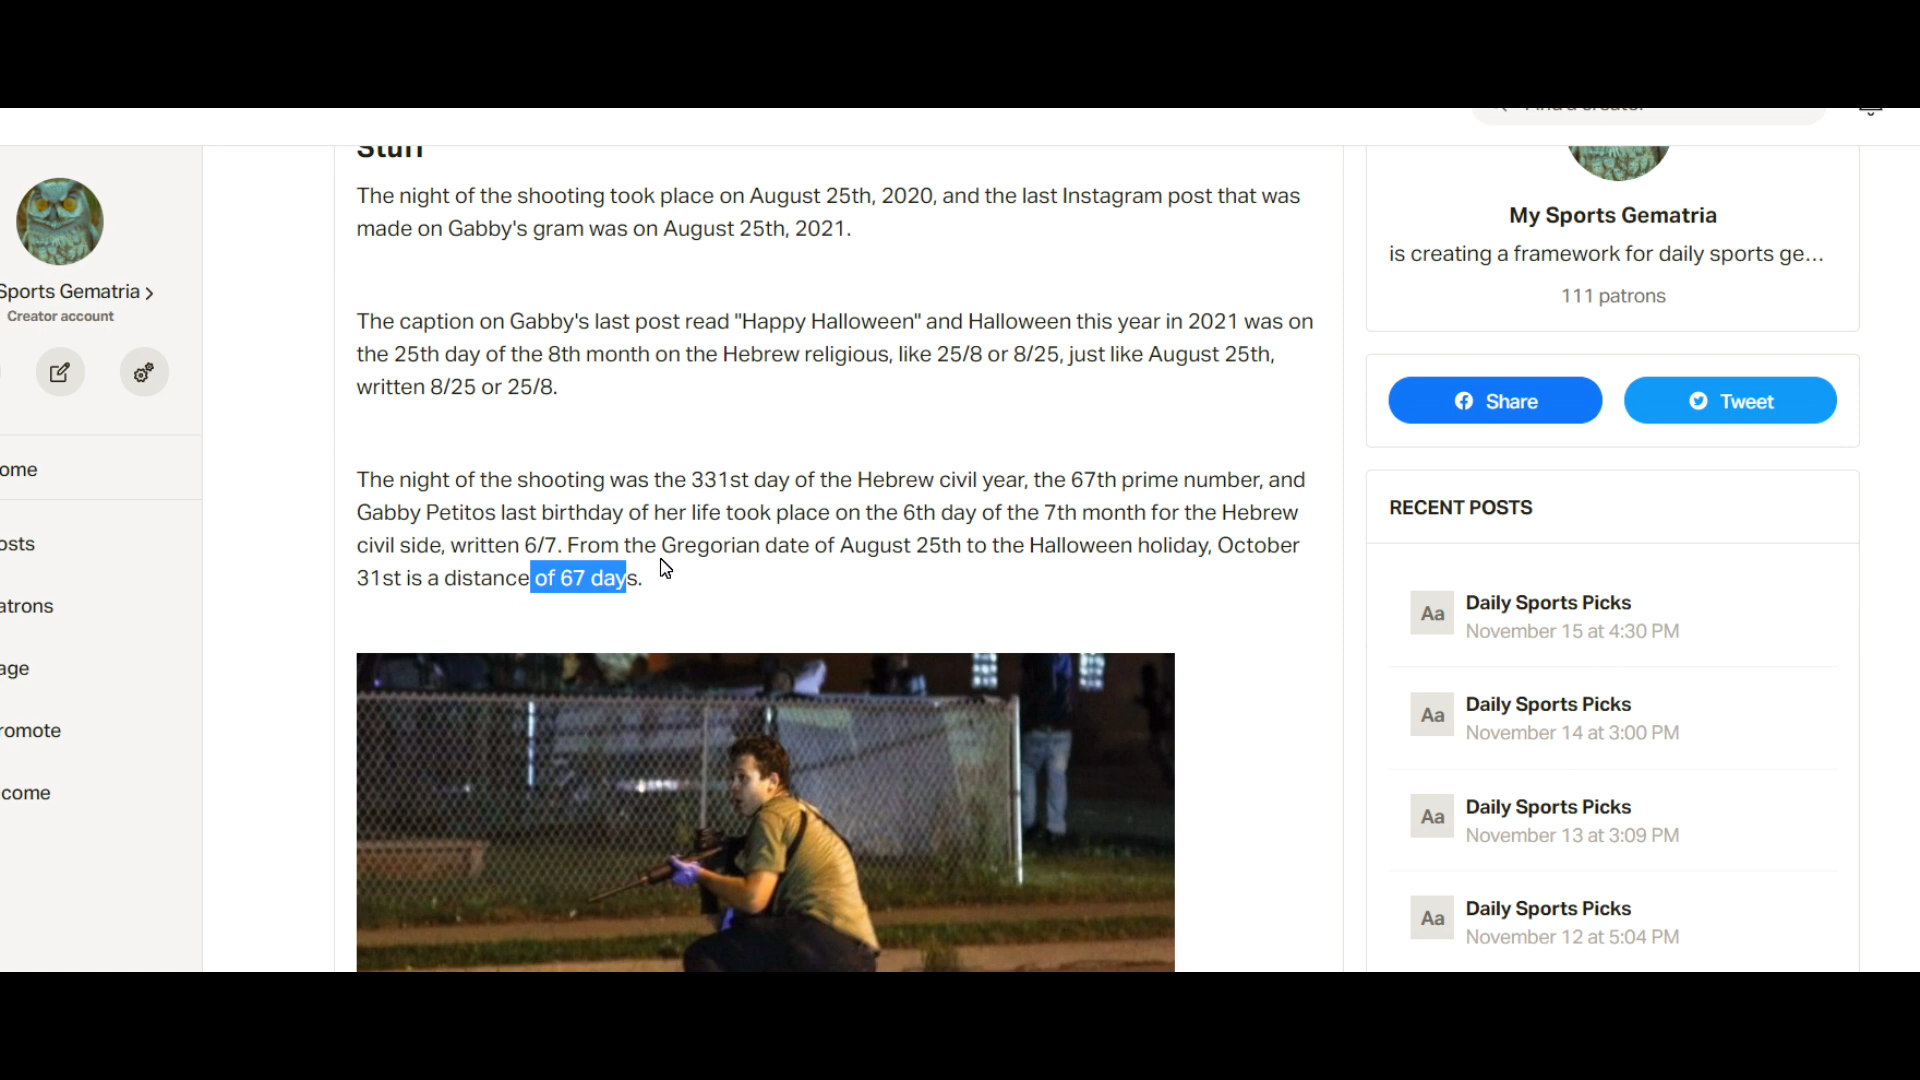 Stuff
The night of the shooting took place on August 25th, 2020, and the last Instagram post that was
made on Gabby's gram was on August 25th, 2021.
The caption on Gabby's last post read "Happy Halloween" and Halloween this year in 2021 was on
the 25th day of the 8th month on the Hebrew religious, like 25/8 or 8/25, just like August 25th,
written 8/25 or 25/8.
The night of the shooting was the 331st day of the Hebrew civil year, the 67th prime number, and
Gabby Petitos last birthday of her life took place on the 6th day of the 7th month for the Hebrew
civil side, written 6/7. From the Gregorian date of August 25th to the Halloween holiday, October
31st is a distance of 67 days.
Sports Gematria
Creator account
ome
osts
atrons
age
romote
come
Find a creator
My Sports Gematria
is creating a framework for daily sports ge...
111 patrons
Share
Tweet
RECENT POSTS
Aa
Daily Sports Picks
November 15 at 4:30 PM
Aa
Daily Sports Picks
November 14 at 3:00 PM
Aa
Daily Sports Picks
November 13 at 3:09 PM
Aa
Daily Sports Picks
November 12 at 5:04 PM